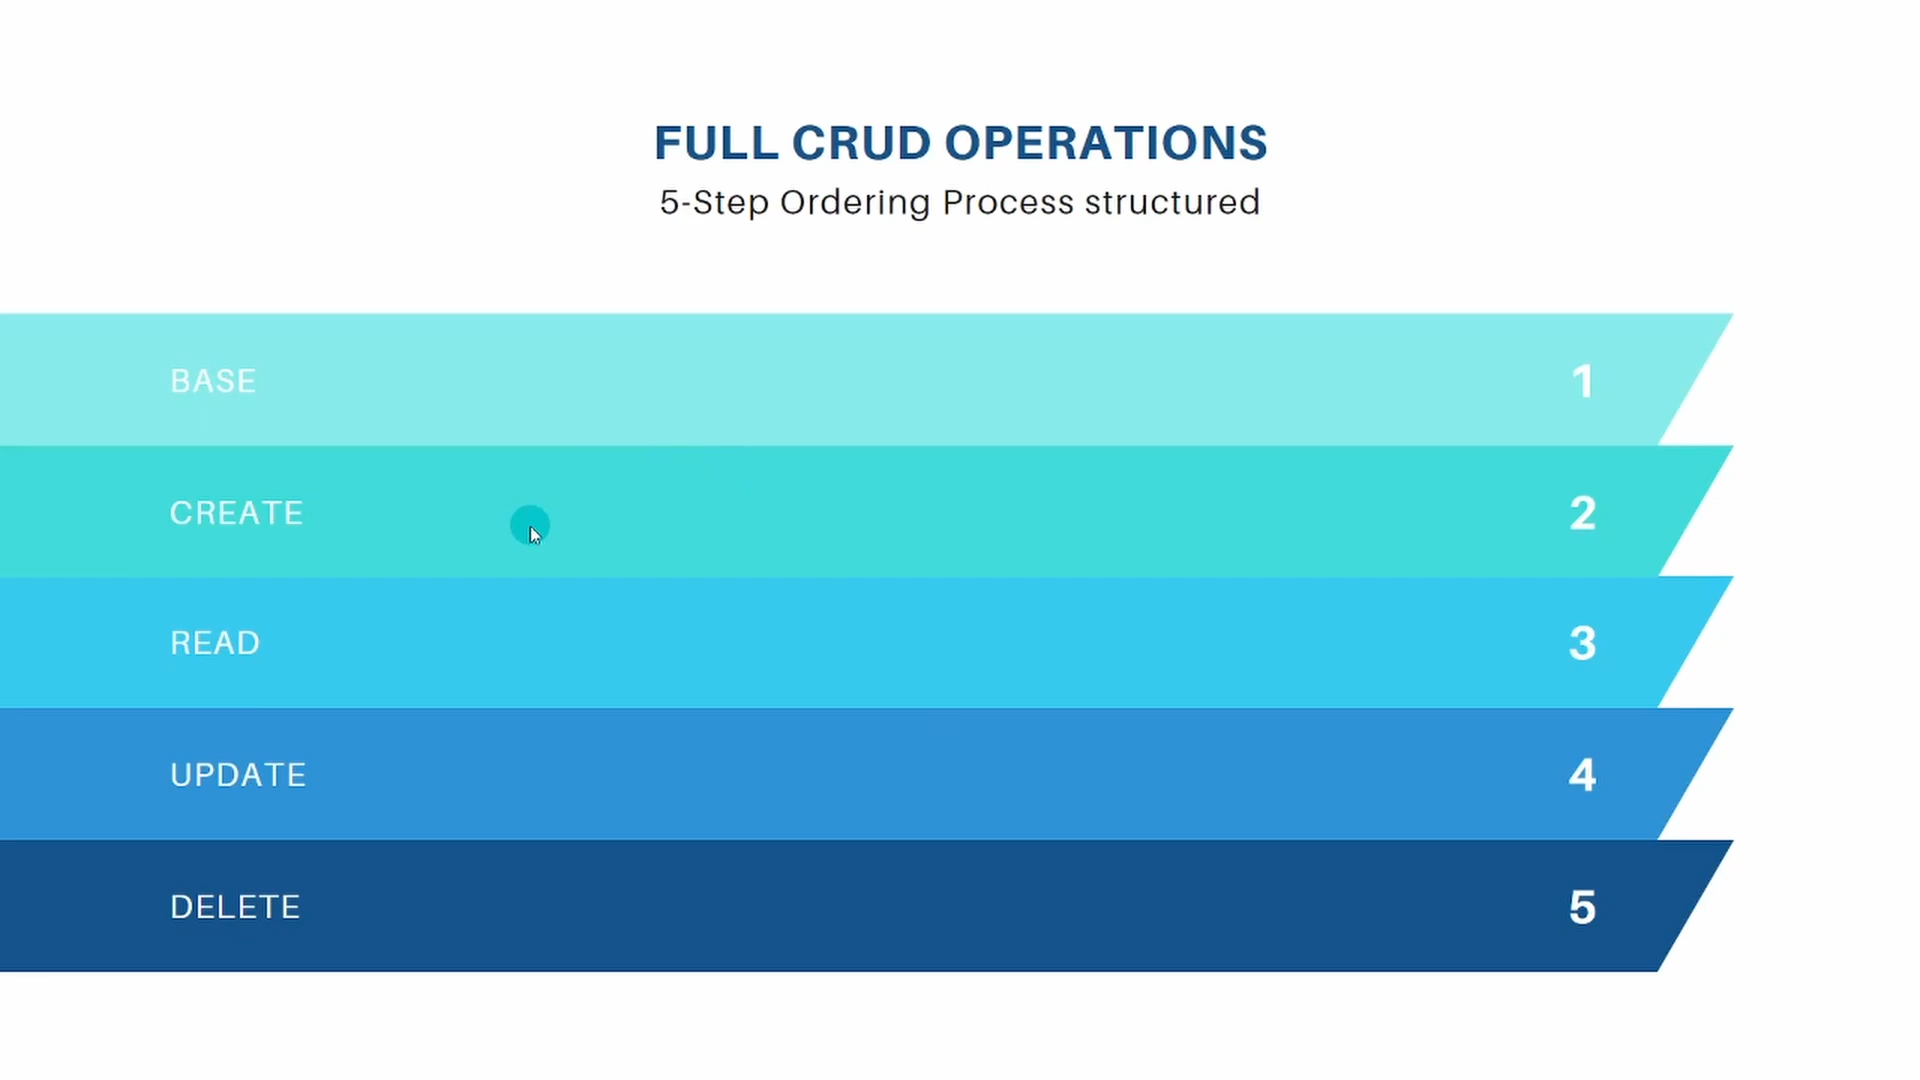 FULL CRUD OPERATIONS
5-Step Ordering Process structured
BASE 1
CREATE 2
READ 3
UPDATE 4
DELETE 5